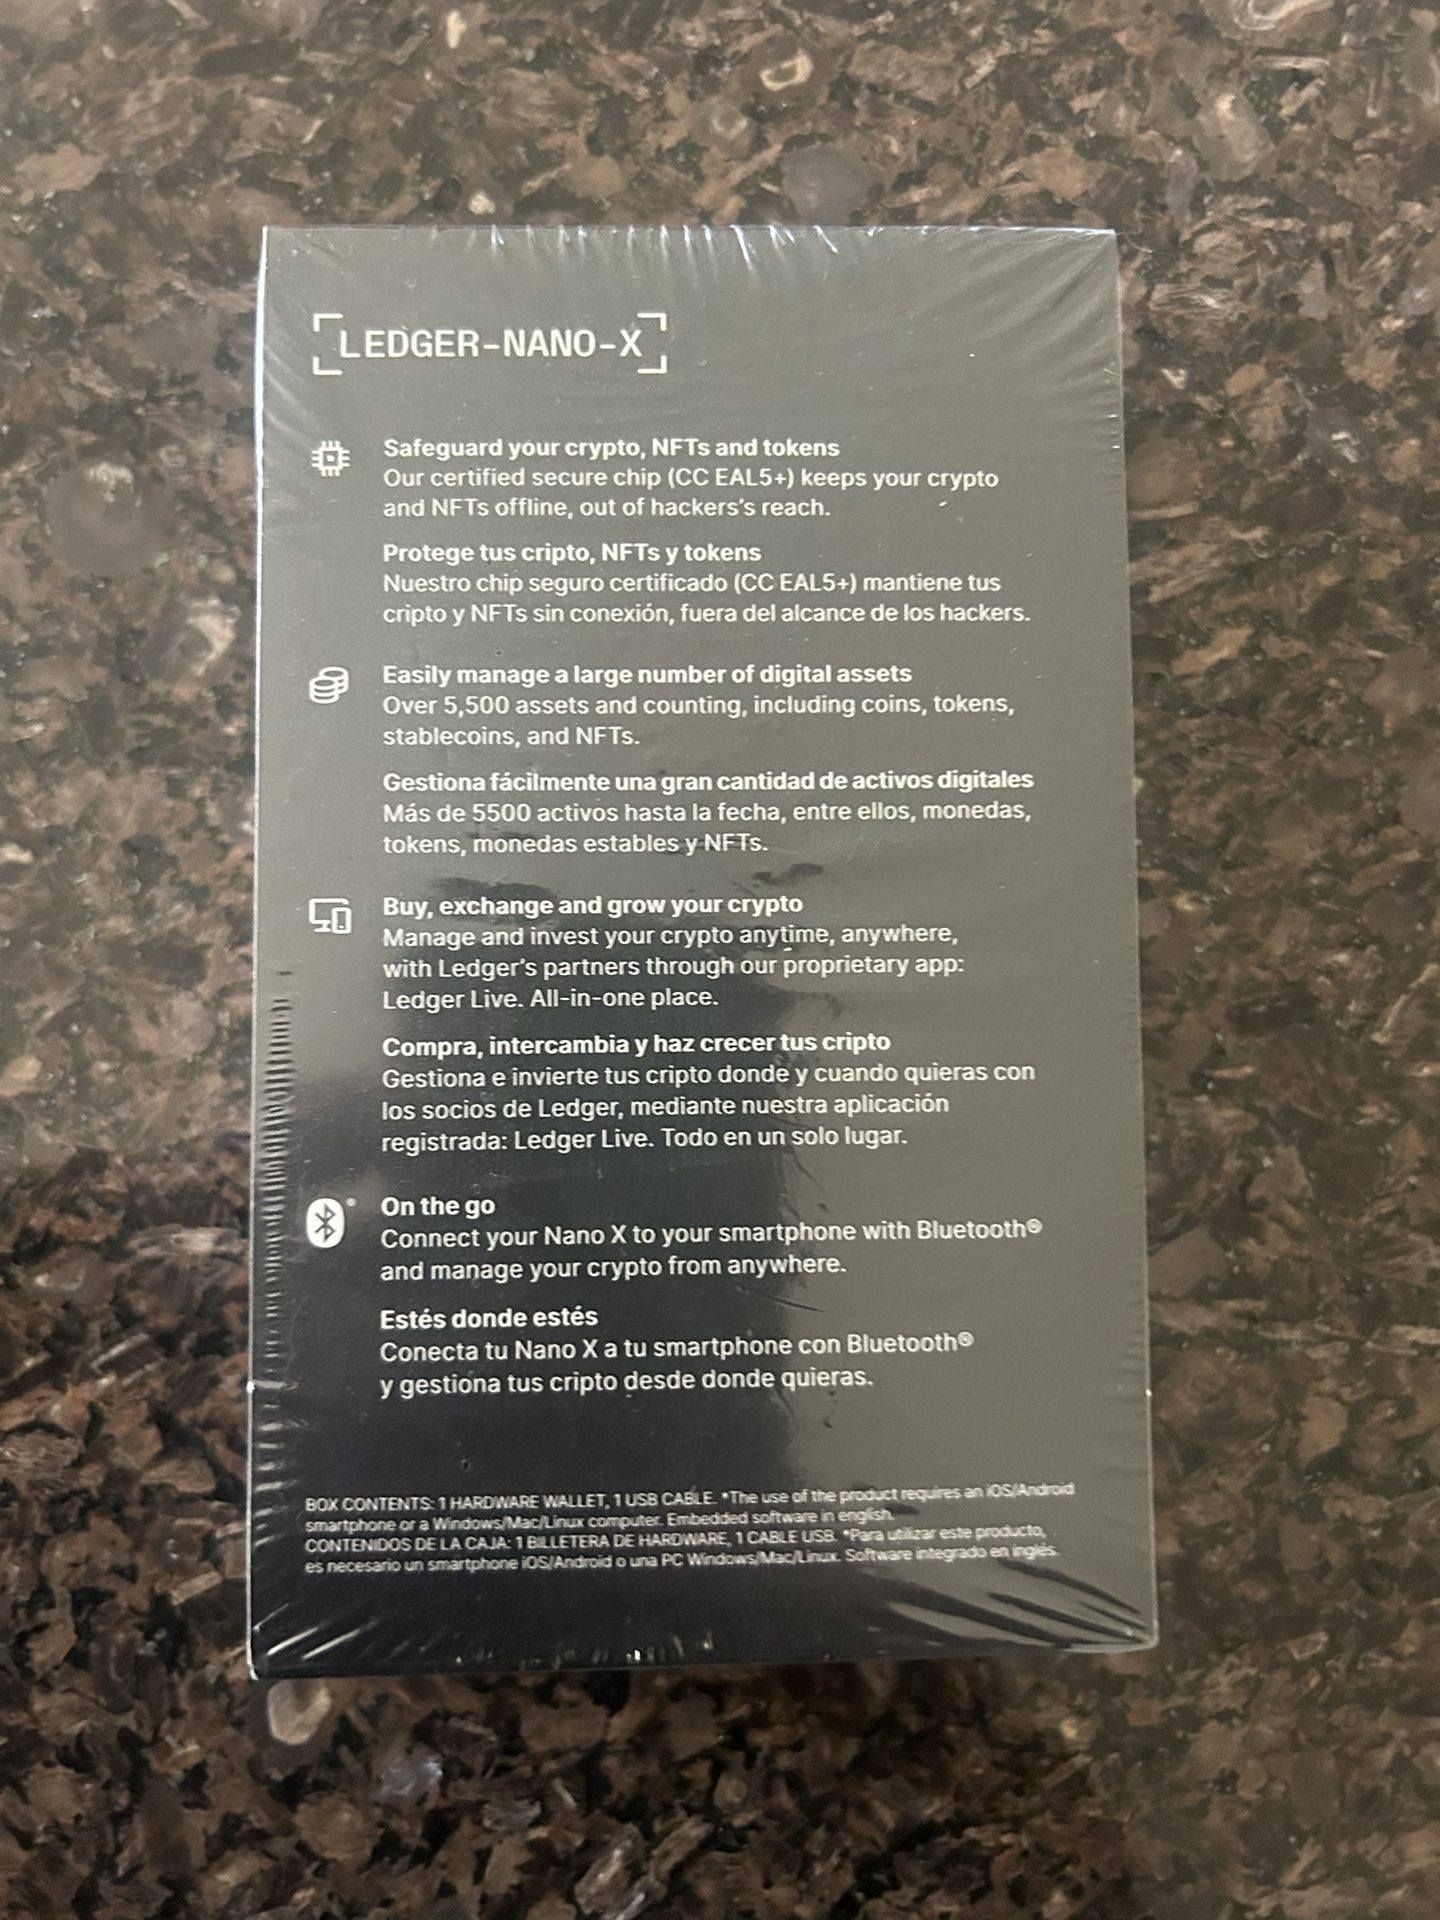 LEDGER-NANO-X
Safeguard your crypto, NFTs and tokens
Our certified secure chip (CC EAL5+) keeps your crypto
and NFTs offline, out of hackers's reach.
Protege tus cripto, NFTs y tokens
Nuestro chip seguro certificado (CC EAL5+) mantiene tus
cripto y NFTs sin conexión, fuera del alcance de los hackers.
Easily manage a large number of digital assets
Over 5,500 assets and counting, including coins, tokens,
stablecoins, and NFTs.
Gestiona fácilmente una gran cantidad de activos digitales
Más de 5500 activos hasta la fecha, entre ellos, monedas,
tokens, monedas estables y NFTs.
Buy, exchange and grow your crypto
Manage and invest your crypto anytime, anywhere,
with Ledger's partners through our proprietary app:
Ledger Live. All-in-one place.
Compra, intercambia y haz crecer tus cripto
Gestiona e invierte tus cripto donde y cuando quieras con
los socios de Ledger, mediante nuestra aplicación
registrada: Ledger Live. Todo en un solo lugar.
On the go
Connect your Nano X to your smartphone with Bluetooth®
and manage your crypto from anywhere.
Estés donde estés
Conecta tu Nano X a tu smartphone con Bluetooth®
y gestiona tus cripto desde donde quieras.
BOX CONTENTS: 1 HARDWARE WALLET, 1 USB CABLE. *The use of the product requires an iOS/Android
smartphone or a Windows/Mac/Linux computer. Embedded software in english.
CONTENIDOS DE LA CAJA: 1 BILLETERA DE HARDWARE, 1 CABLE USB. *Para utilizar este producto,
es necesario un smartphone iOS/Android o una PC Windows/Mac/Linux. Software integrado en inglés.